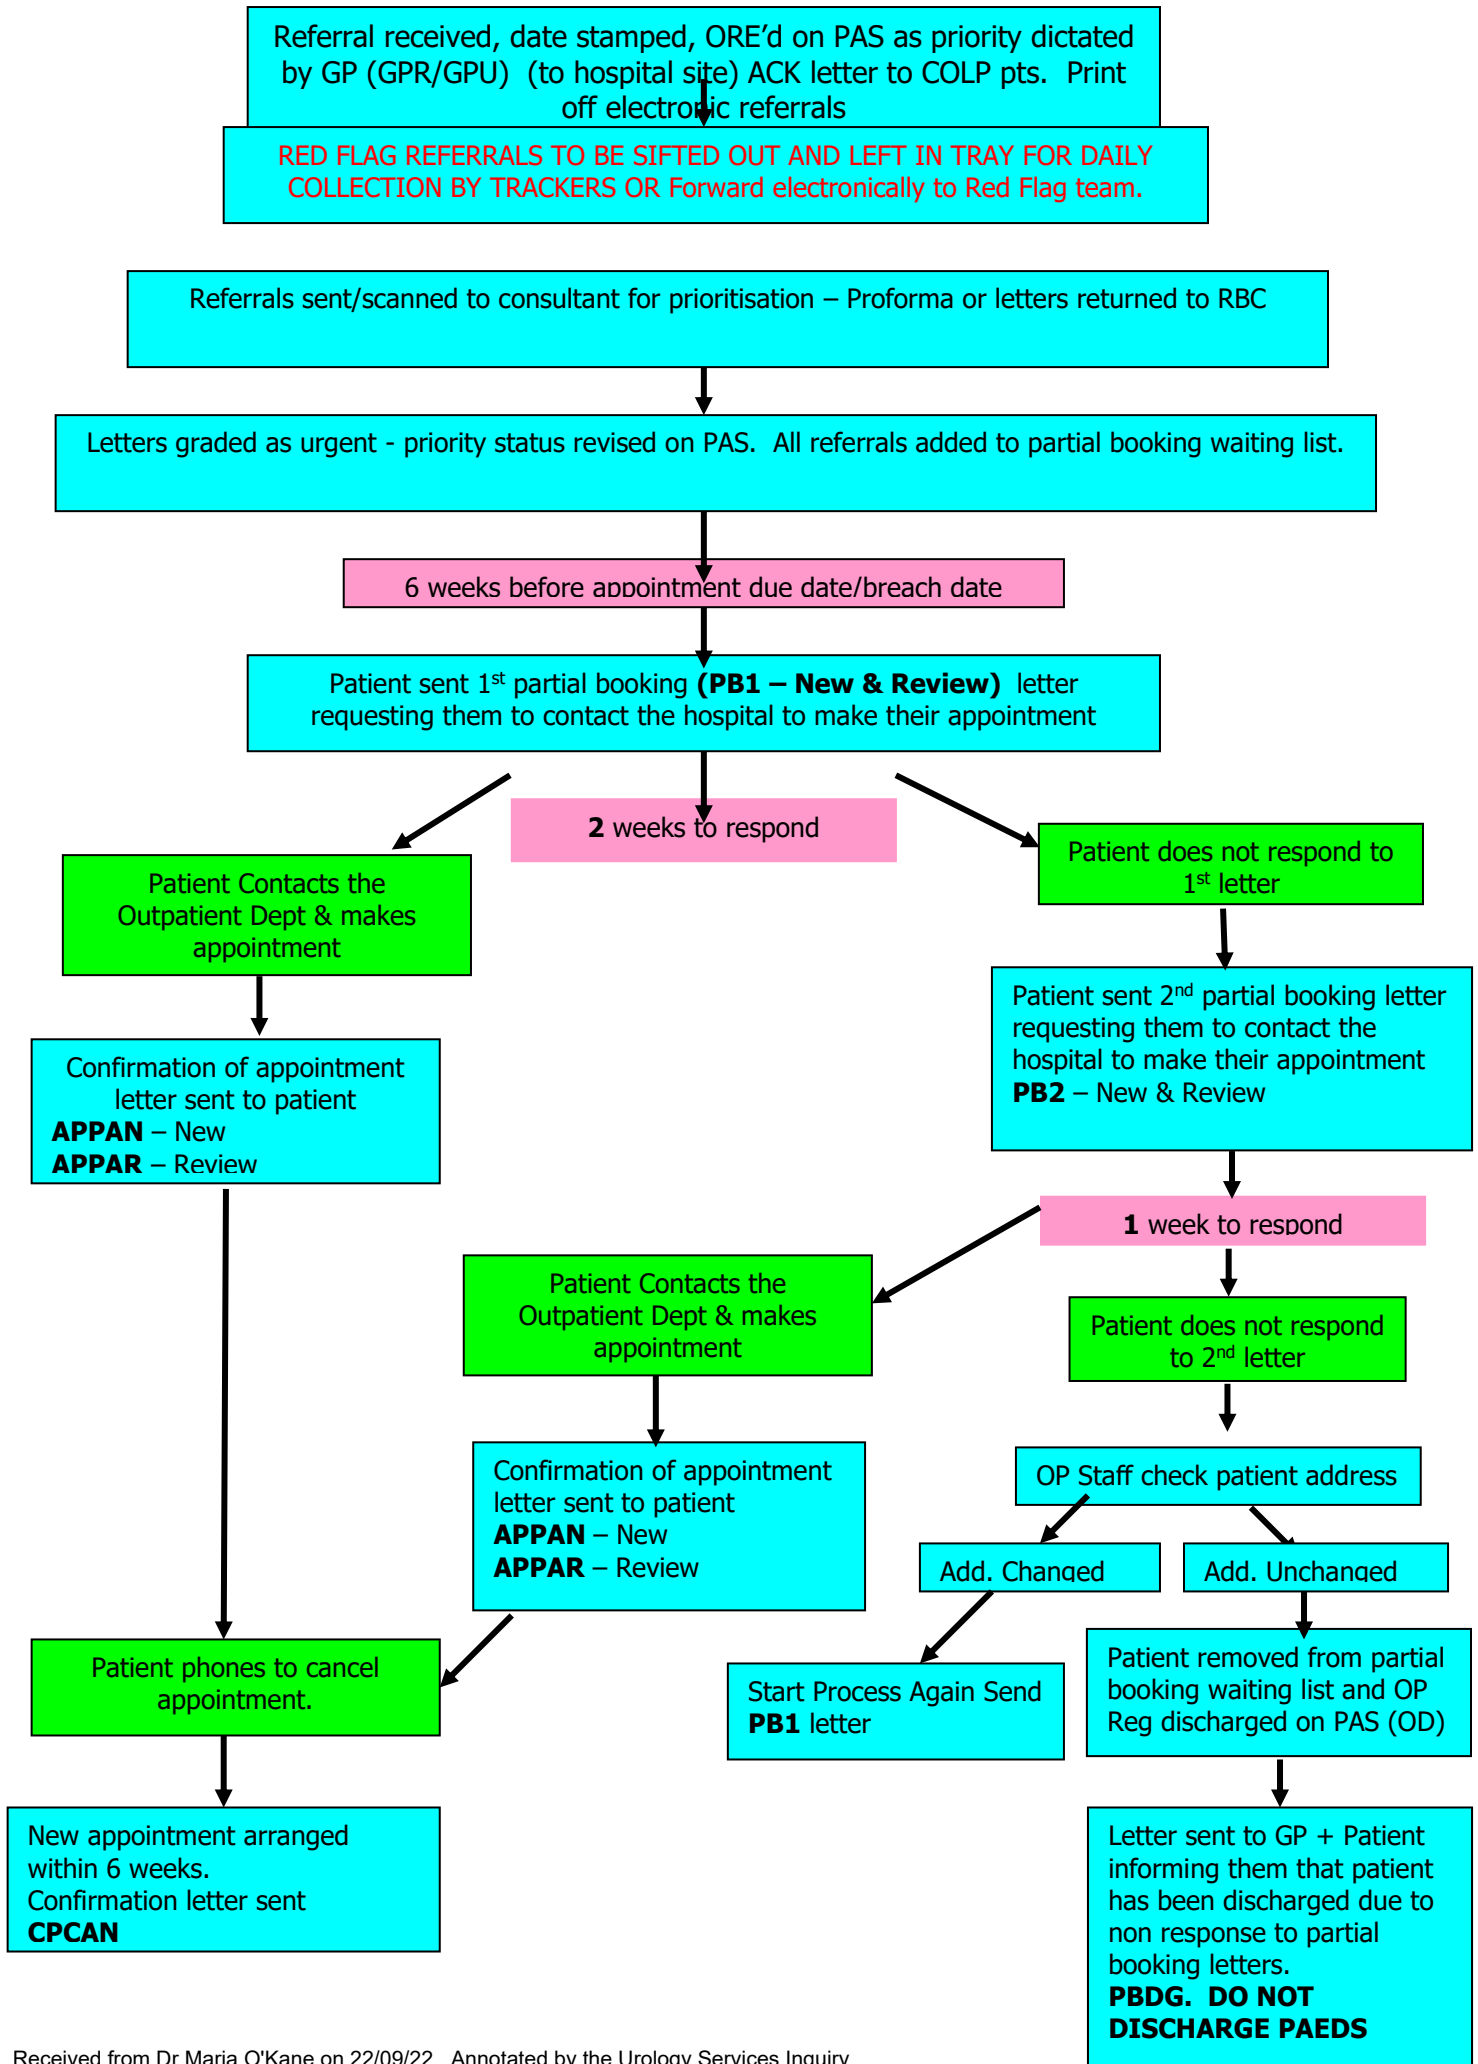 Referral received, date stamped, ORE'd on PAS as priority dictated
by GP (GPR/GPU)  (to hospital site) ACK letter to COLP pts.  Print
off electronic referrals
RED FLAG REFERRALS TO BE SIFTED OUT AND LEFT IN TRAY FOR DAILY
COLLECTION BY TRACKERS OR Forward electronically to Red Flag team.
Referrals sent/scanned to consultant for prioritisation – Proforma or letters returned to RBC
Letters graded as urgent - priority status revised on PAS.  All referrals added to partial booking waiting list.
6 weeks before appointment due date/breach date
Patient sent 1st partial booking (PB1 – New & Review)  letter
requesting them to contact the hospital to make their appointment
2 weeks to respond
Patient Contacts the
Outpatient Dept & makes
appointment
Patient does not respond to
1st letter
Confirmation of appointment
letter sent to patient
APPAN – New
APPAR – Review
Patient sent 2nd partial booking letter
requesting them to contact the
hospital to make their appointment
PB2 – New & Review
1 week to respond
Patient Contacts the
Outpatient Dept & makes
appointment
Patient does not respond
to 2nd letter
Confirmation of appointment
letter sent to patient
APPAN – New
APPAR – Review
OP Staff check patient address
Add. Changed
Add. Unchanged
Patient phones to cancel
appointment.
Start Process Again Send
PB1 letter
Patient removed from partial
booking waiting list and OP
Reg discharged on PAS (OD)
New appointment arranged
within 6 weeks.
Confirmation letter sent
CPCAN
Letter sent to GP + Patient
informing them that patient
has been discharged due to
non response to partial
booking letters.
PBDG.  DO NOT
DISCHARGE PAEDS
Received from Dr Maria O'Kane on 22/09/22.  Annotated by the Urology Services Inquiry